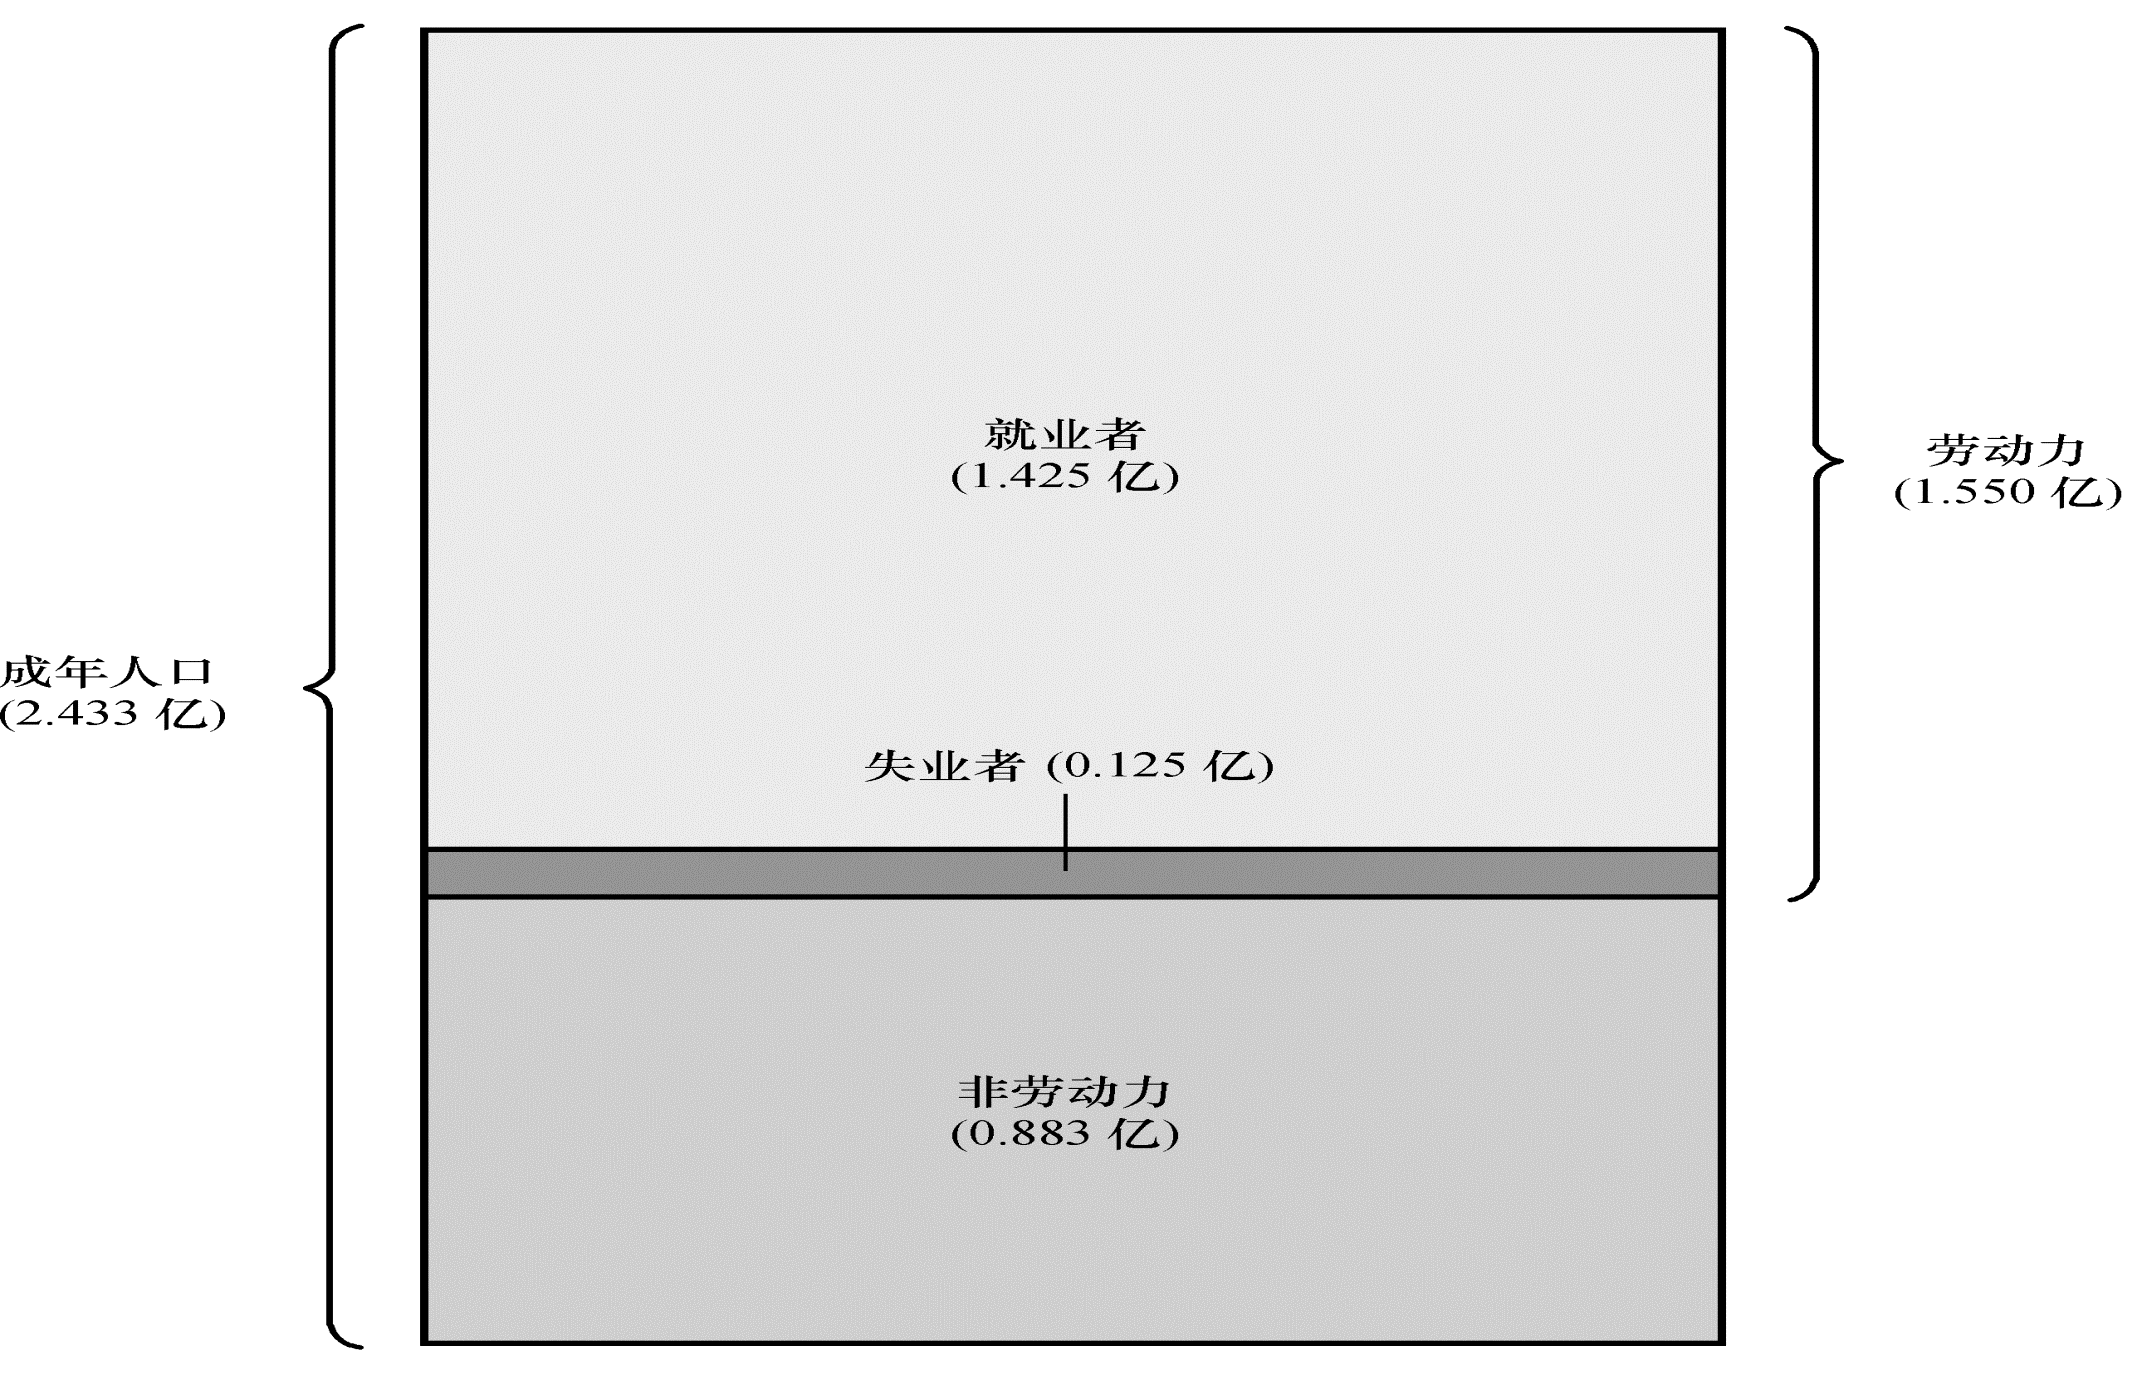 就业者
(1.425 亿)
劳动力
(1.550 亿)
成年人口
(2.433 亿)
失业者 (0.125 亿)
非劳动力
(0.883 亿)